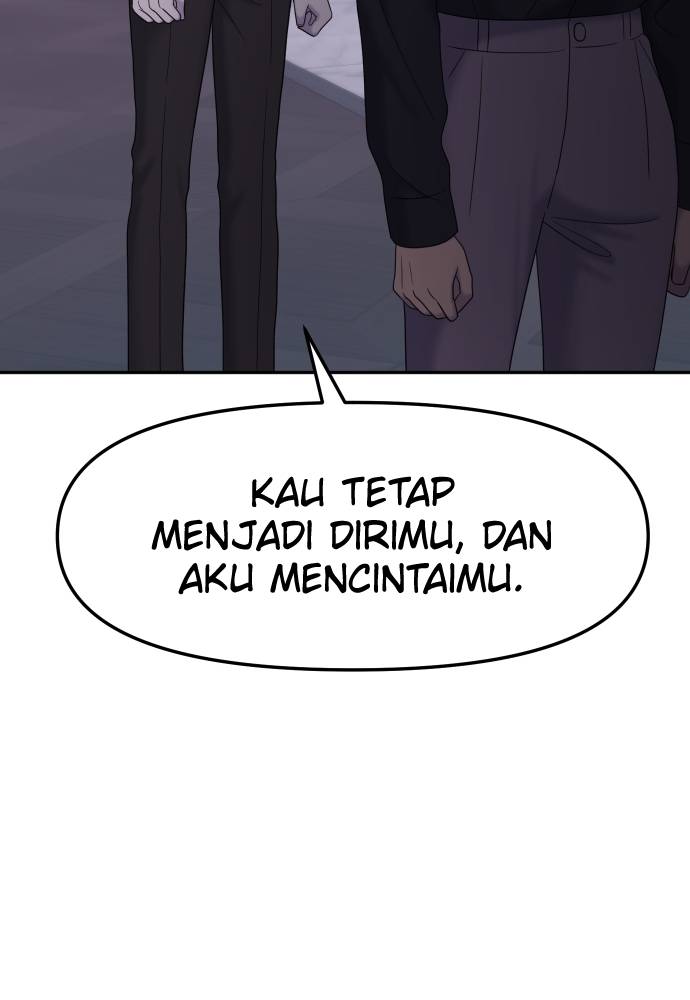 KAU TETAP
MENJADI DIRIMU, DAN
AKU MENCINTAIMU.